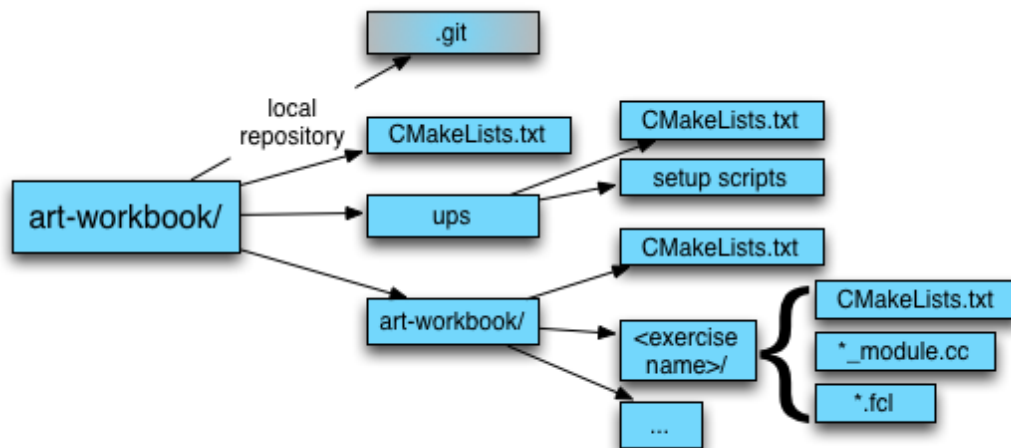 .git
local
repository
CMakeLists.txt
CMakeLists.txt
setup scripts
art-workbook/
ups
CMakeLists.txt
art-workbook/
<exercise
name>/
CMakeLists.txt
*_module.cc
*.fcl
...